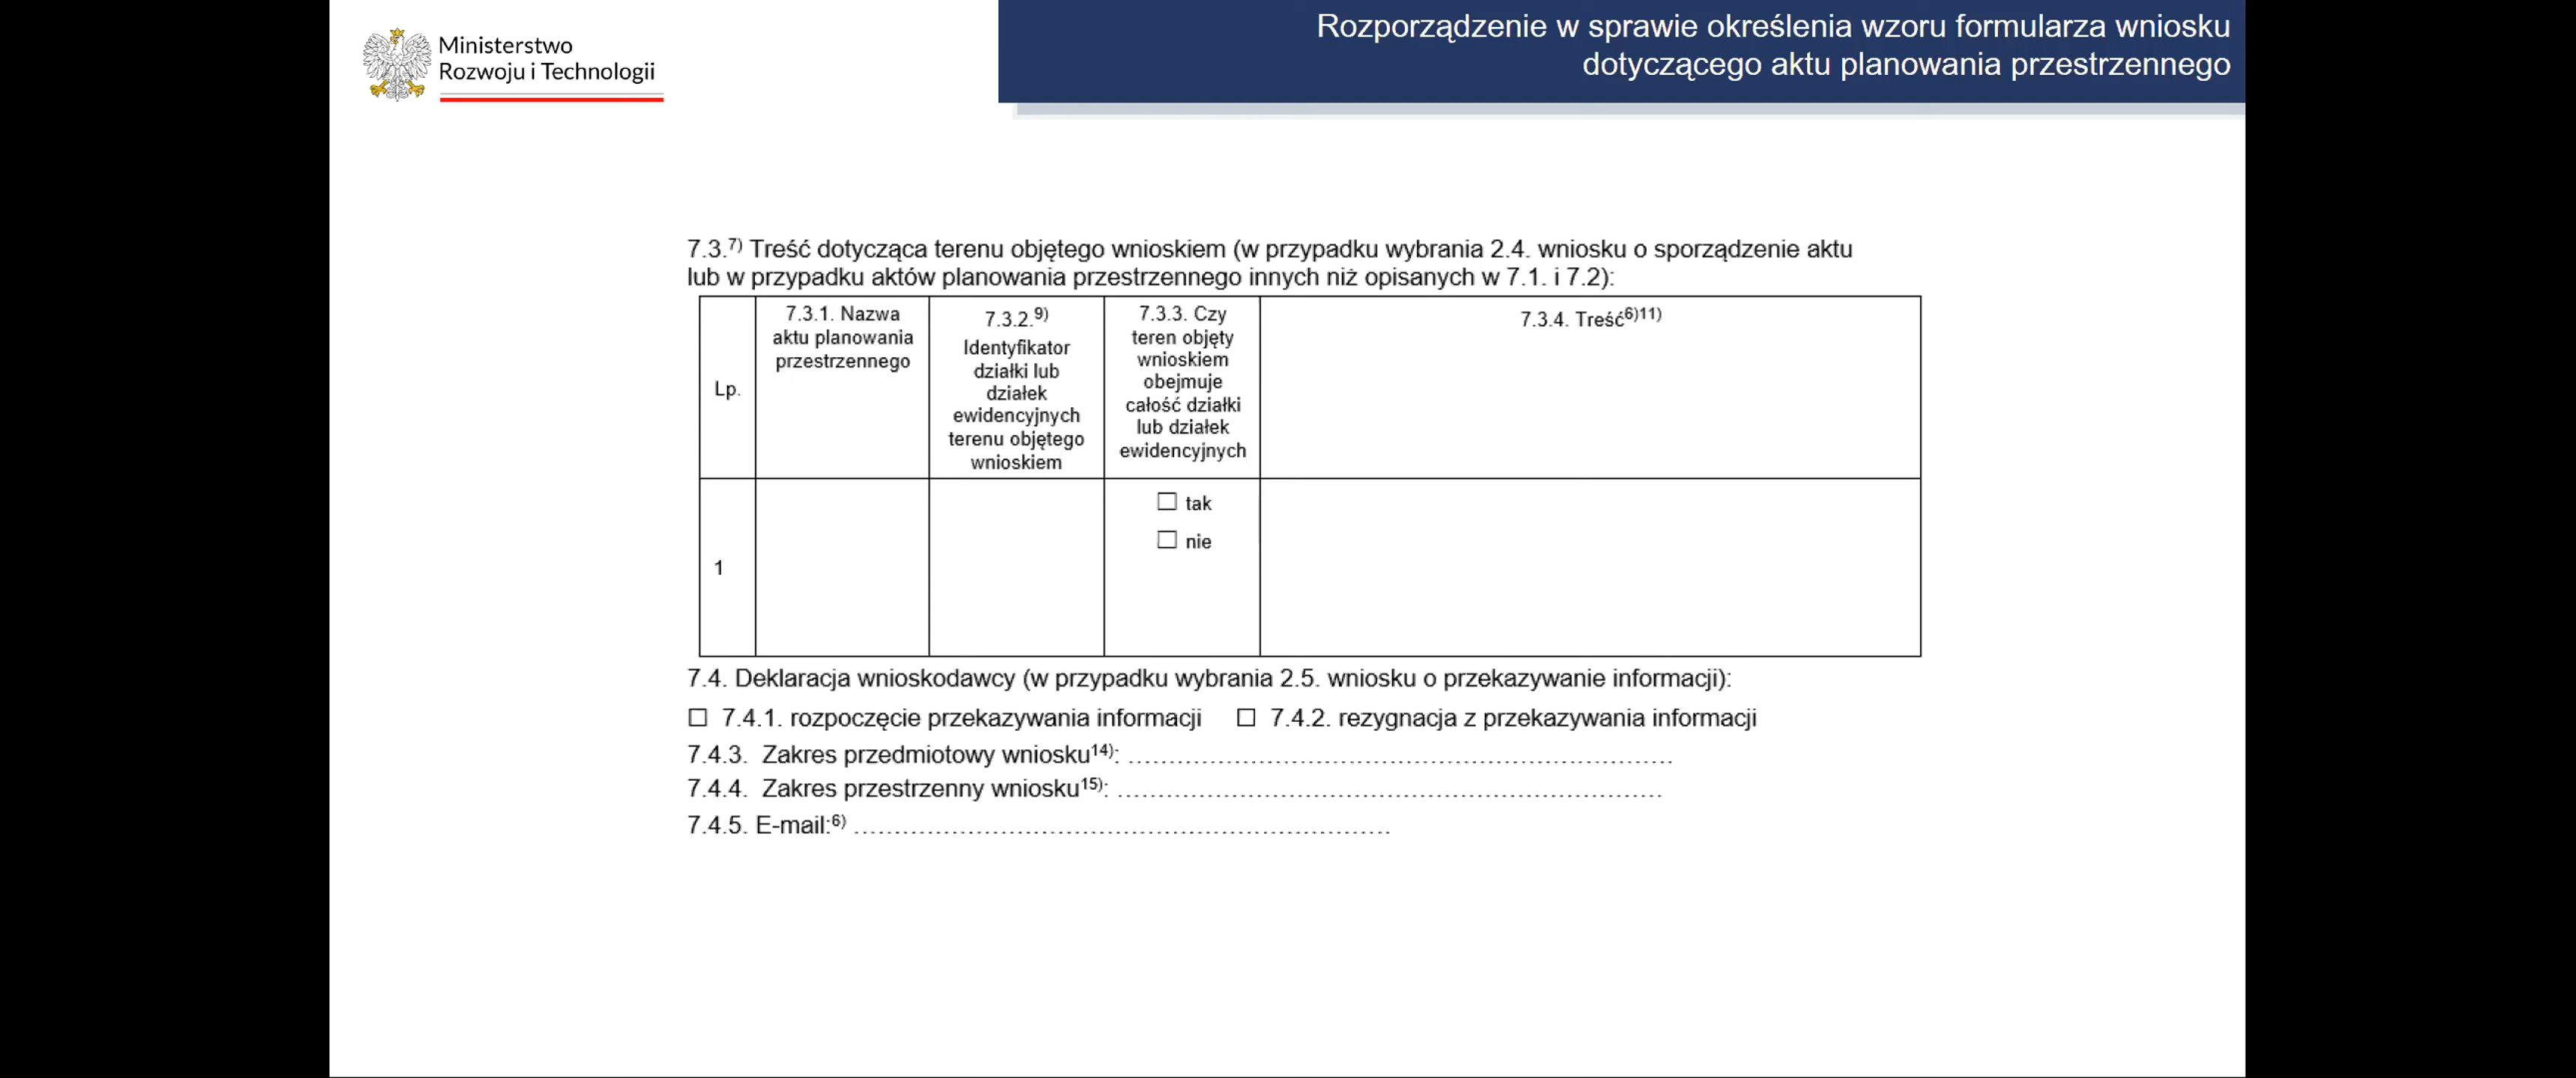 Ministerstwo
Rozwoju i Technologii
Rozporządzenie w sprawie określenia wzoru formularza wniosku
dotyczącego aktu planowania przestrzennego
7.3.7) Treść dotycząca terenu objętego wnioskiem (w przypadku wybrania 2.4. wniosku o sporządzenie aktu
lub w przypadku aktów planowania przestrzennego innych niż opisanych w 7.1. i 7.2):
Lp.
7.3.1. Nazwa
aktu planowania
przestrzennego
7.3.2.9)
Identyfikator
działki lub
działek
ewidencyjnych
terenu objętego
wnioskiem
7.3.3. Czy
teren objęty
wnioskiem
obejmuje
całość działki
lub działek
ewidencyjnych
7.3.4. Treść6)11)
1
☐ tak
☐ nie
7.4. Deklaracja wnioskodawcy (w przypadku wybrania 2.5. wniosku o przekazywanie informacji):
☐ 7.4.1. rozpoczęcie przekazywania informacji ☐ 7.4.2. rezygnacja z przekazywania informacji
7.4.3. Zakres przedmiotowy wniosku14): ..................................................................
7.4.4. Zakres przestrzenny wniosku15): ..................................................................
7.4.5. E-mail:6) ..................................................................